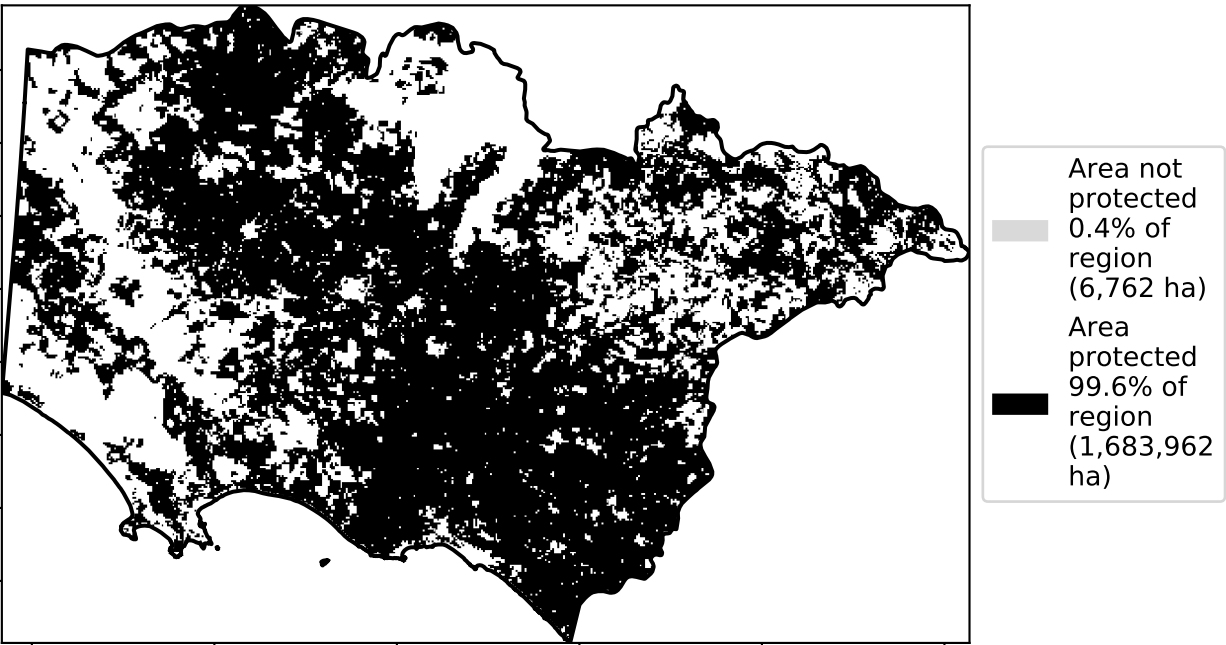 Area not
protected
0.4% of
region
(6,762 ha)
Area
protected
99.6% of
region
(1,683,962
ha)